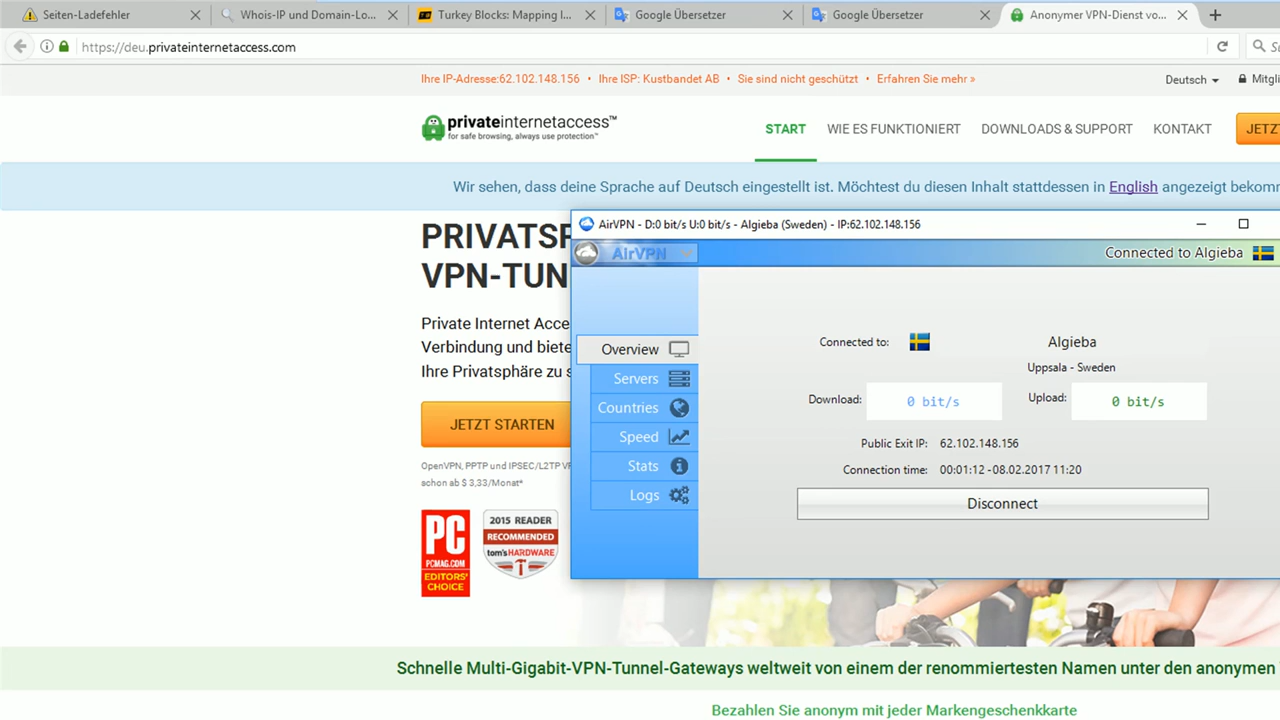 Seiten-Ladefehler
Whois-IP und Domain-Lo...
Turkey Blocks: Mapping I...
Google Übersetzer
Google Übersetzer
Anonymer VPN-Dienst vo...
https://deu.privateinternetaccess.com
Ihre IP-Adresse:62.102.148.156 • Ihre ISP: Kustbandet AB • Sie sind nicht geschützt • Erfahren Sie mehr »
Deutsch
Mitgli
privateinternetaccess™
for safe browsing, always use protection™
START WIE ES FUNKTIONIERT DOWNLOADS & SUPPORT KONTAKT
JETZT
Wir sehen, dass deine Sprache auf Deutsch eingestellt ist. Möchtest du diesen Inhalt stattdessen in English angezeigt bekomm
PRIVATSP
VPN-TUN
Private Internet Acce
Verbindung und biete
Ihre Privatsphäre zu s
JETZT STARTEN
OpenVPN, PPTP und IPSEC/L2TP VP
schon ab $ 3,33/Monat*
PC
PCMAG.COM
EDITORS'
CHOICE
2015 READER
RECOMMENDED
tom's HARDWARE
AirVPN - D:0 bit/s U:0 bit/s - Algieba (Sweden) - IP:62.102.148.156
AirVPN
Connected to Algieba
Overview
Servers
Countries
Speed
Stats
Logs
Connected to: Algieba
Uppsala - Sweden
Download: 0 bit/s Upload: 0 bit/s
Public Exit IP: 62.102.148.156
Connection time: 00:01:12 - 08.02.2017 11:20
Disconnect
Schnelle Multi-Gigabit-VPN-Tunnel-Gateways weltweit von einem der renommiertesten Namen unter den anonymen
Bezahlen Sie anonym mit jeder Markengeschenkkarte